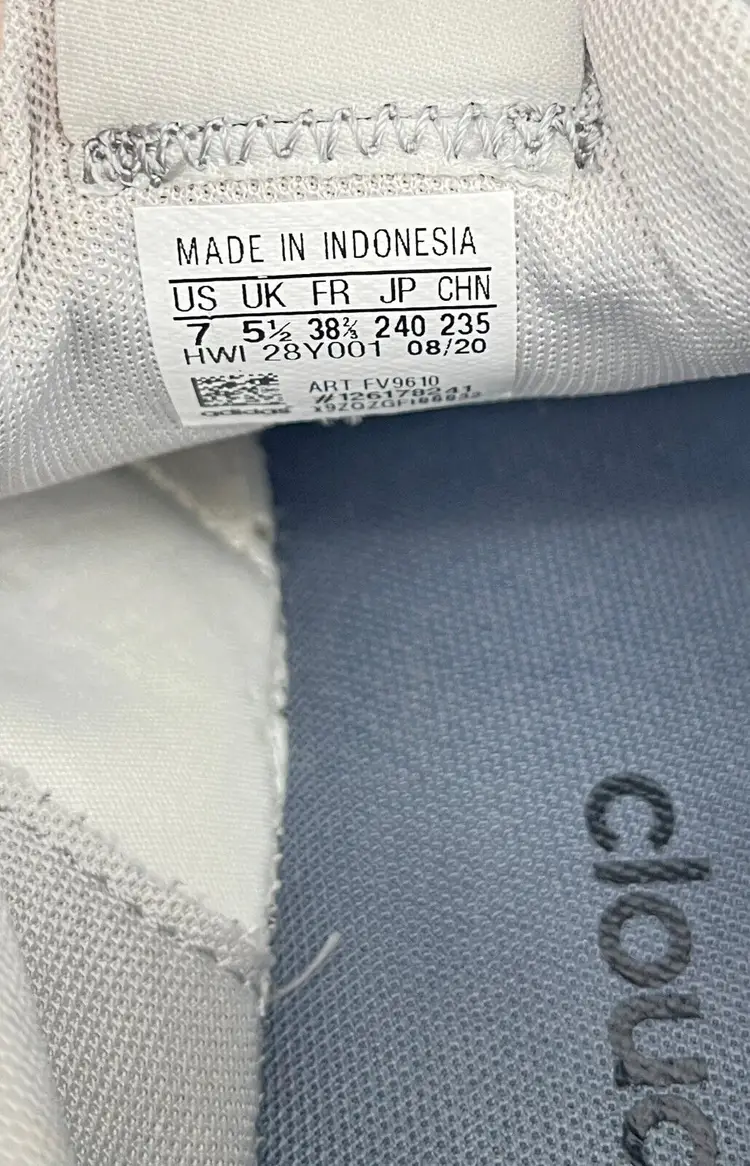 MADE IN INDONESIA
US UK FR JP CHN
7 5½ 38⅔ 240 235
HWI 28Y001 08/20
ART FV9610
#126178241
adidas
clouc